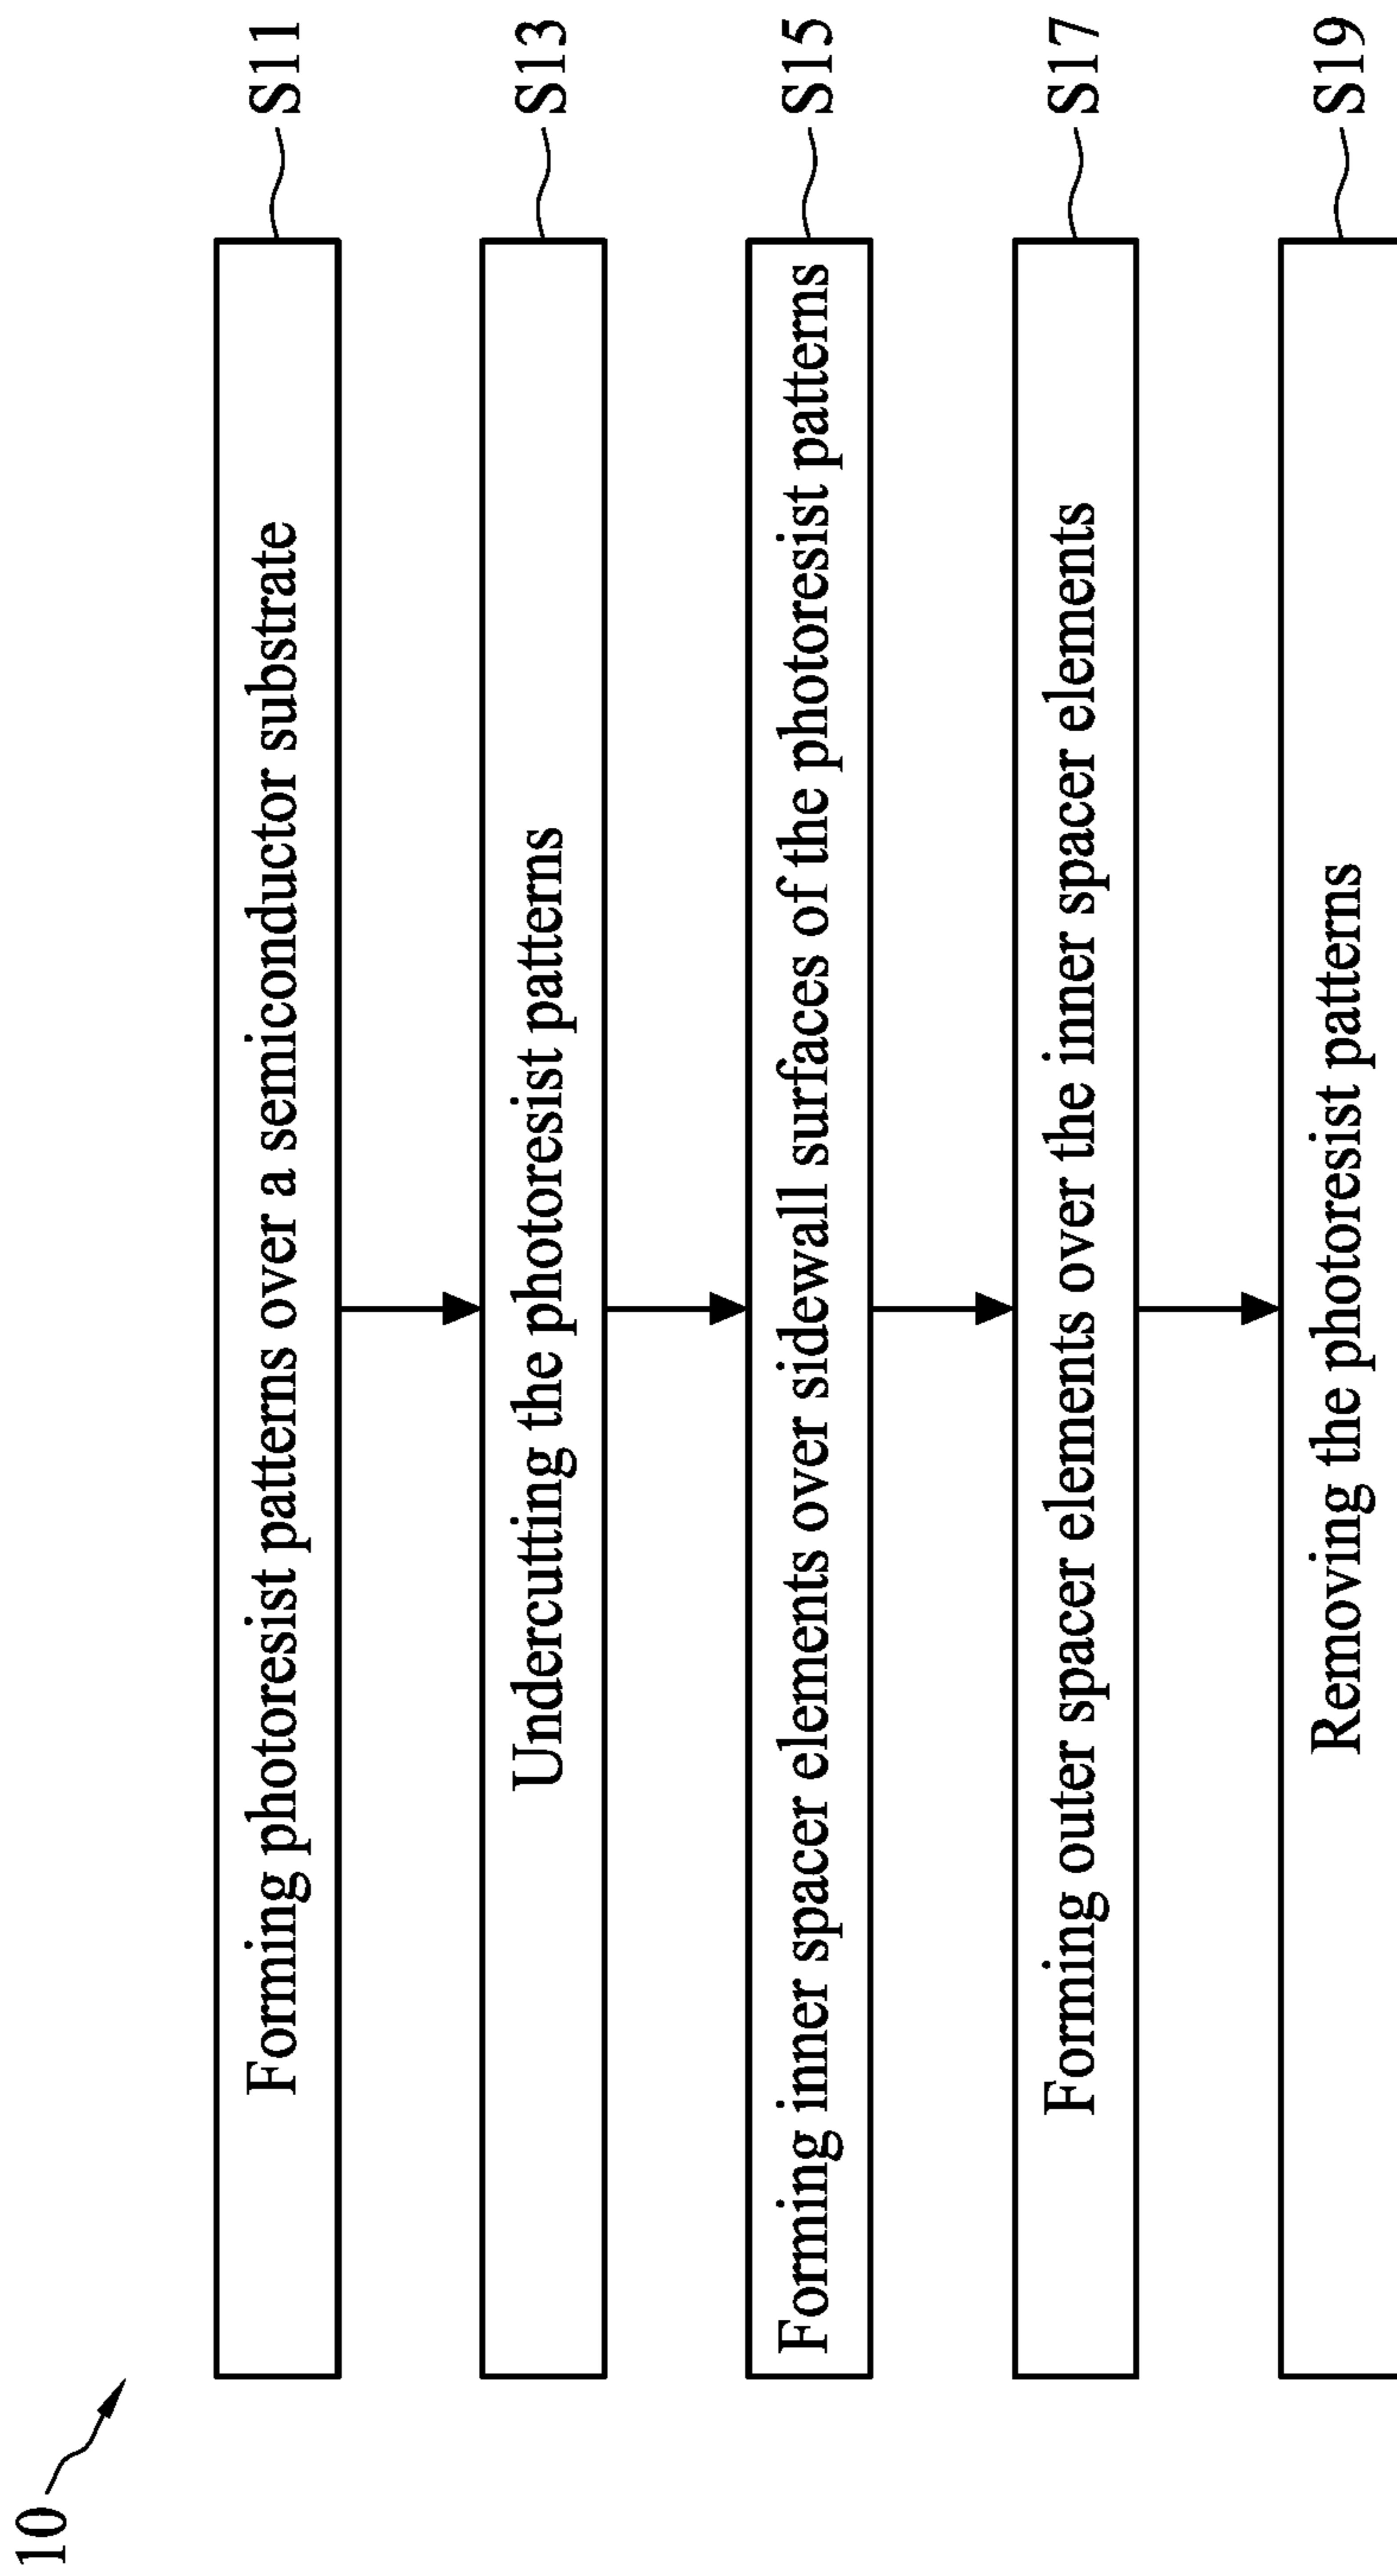 10
Forming photoresist patterns over a semiconductor substrate
S11
Undercutting the photoresist patterns
S13
Forming inner spacer elements over sidewall surfaces of the photoresist patterns
S15
Forming outer spacer elements over the inner spacer elements
S17
Removing the photoresist patterns
S19